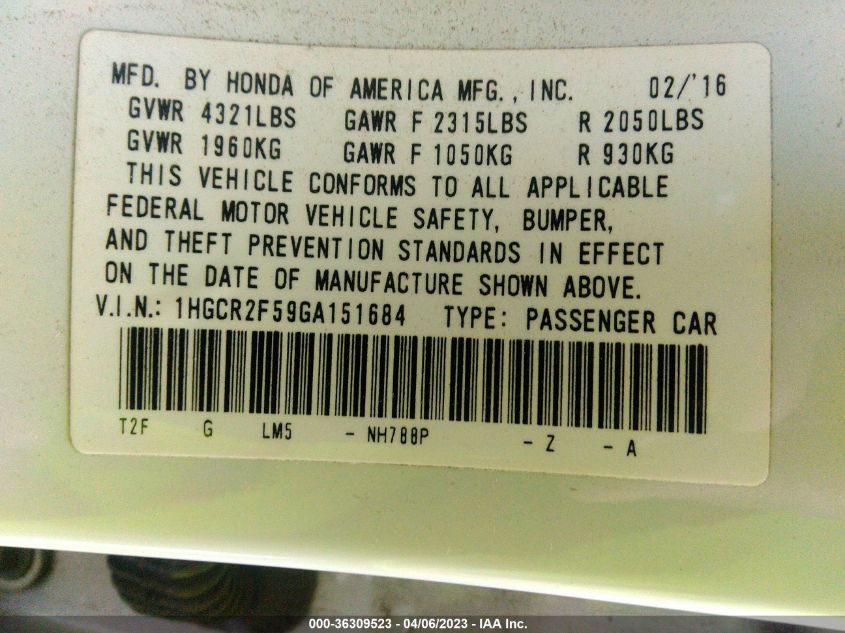 MFD. BY HONDA OF AMERICA MFG., INC. 02/'16
GVWR 4321LBS GAWR F 2315LBS R 2050LBS
GVWR 1960KG GAWR F 1050KG R 930KG
THIS VEHICLE CONFORMS TO ALL APPLICABLE
FEDERAL MOTOR VEHICLE SAFETY, BUMPER,
AND THEFT PREVENTION STANDARDS IN EFFECT
ON THE DATE OF MANUFACTURE SHOWN ABOVE.
V.I.N.: 1HGCR2F59GA151684 TYPE: PASSENGER CAR
T2F G LM5 - NH788P - Z - A
000-36309523 - 04/06/2023 - IAA Inc.